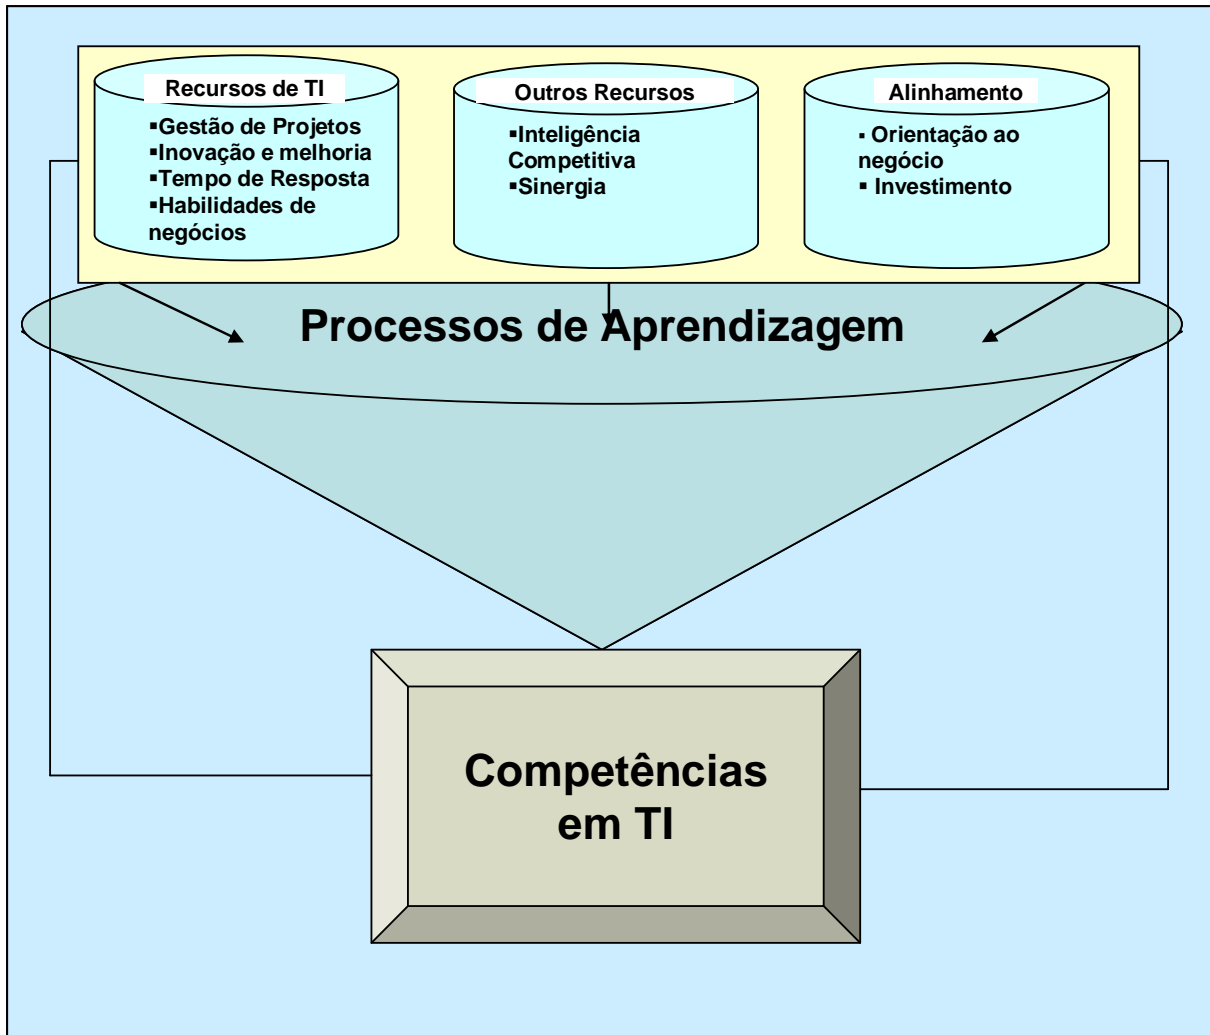 Recursos de TI
▪Gestão de Projetos
▪Inovação e melhoria
▪Tempo de Resposta
▪Habilidades de
negócios
Outros Recursos
▪Inteligência
Competitiva
▪Sinergia
Alinhamento
▪ Orientação ao
negócio
▪ Investimento
Processos de Aprendizagem
Competências
em TI